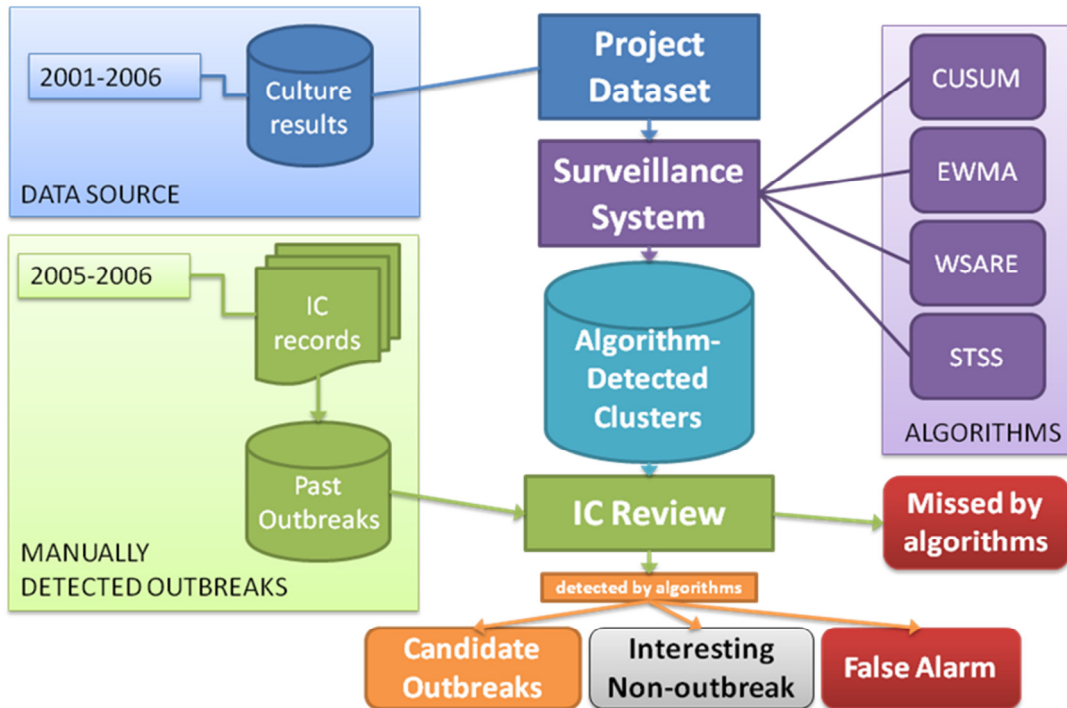 2001-2006
Culture
results
DATA SOURCE
Project
Dataset
Surveillance
System
CUSUM
EWMA
WSARE
STSS
ALGORITHMS
2005-2006
IC
records
Past
Outbreaks
MANUALLY
DETECTED OUTBREAKS
Algorithm-
Detected
Clusters
IC Review
Missed by
algorithms
detected by algorithms
Candidate
Outbreaks
Interesting
Non-outbreak
False Alarm